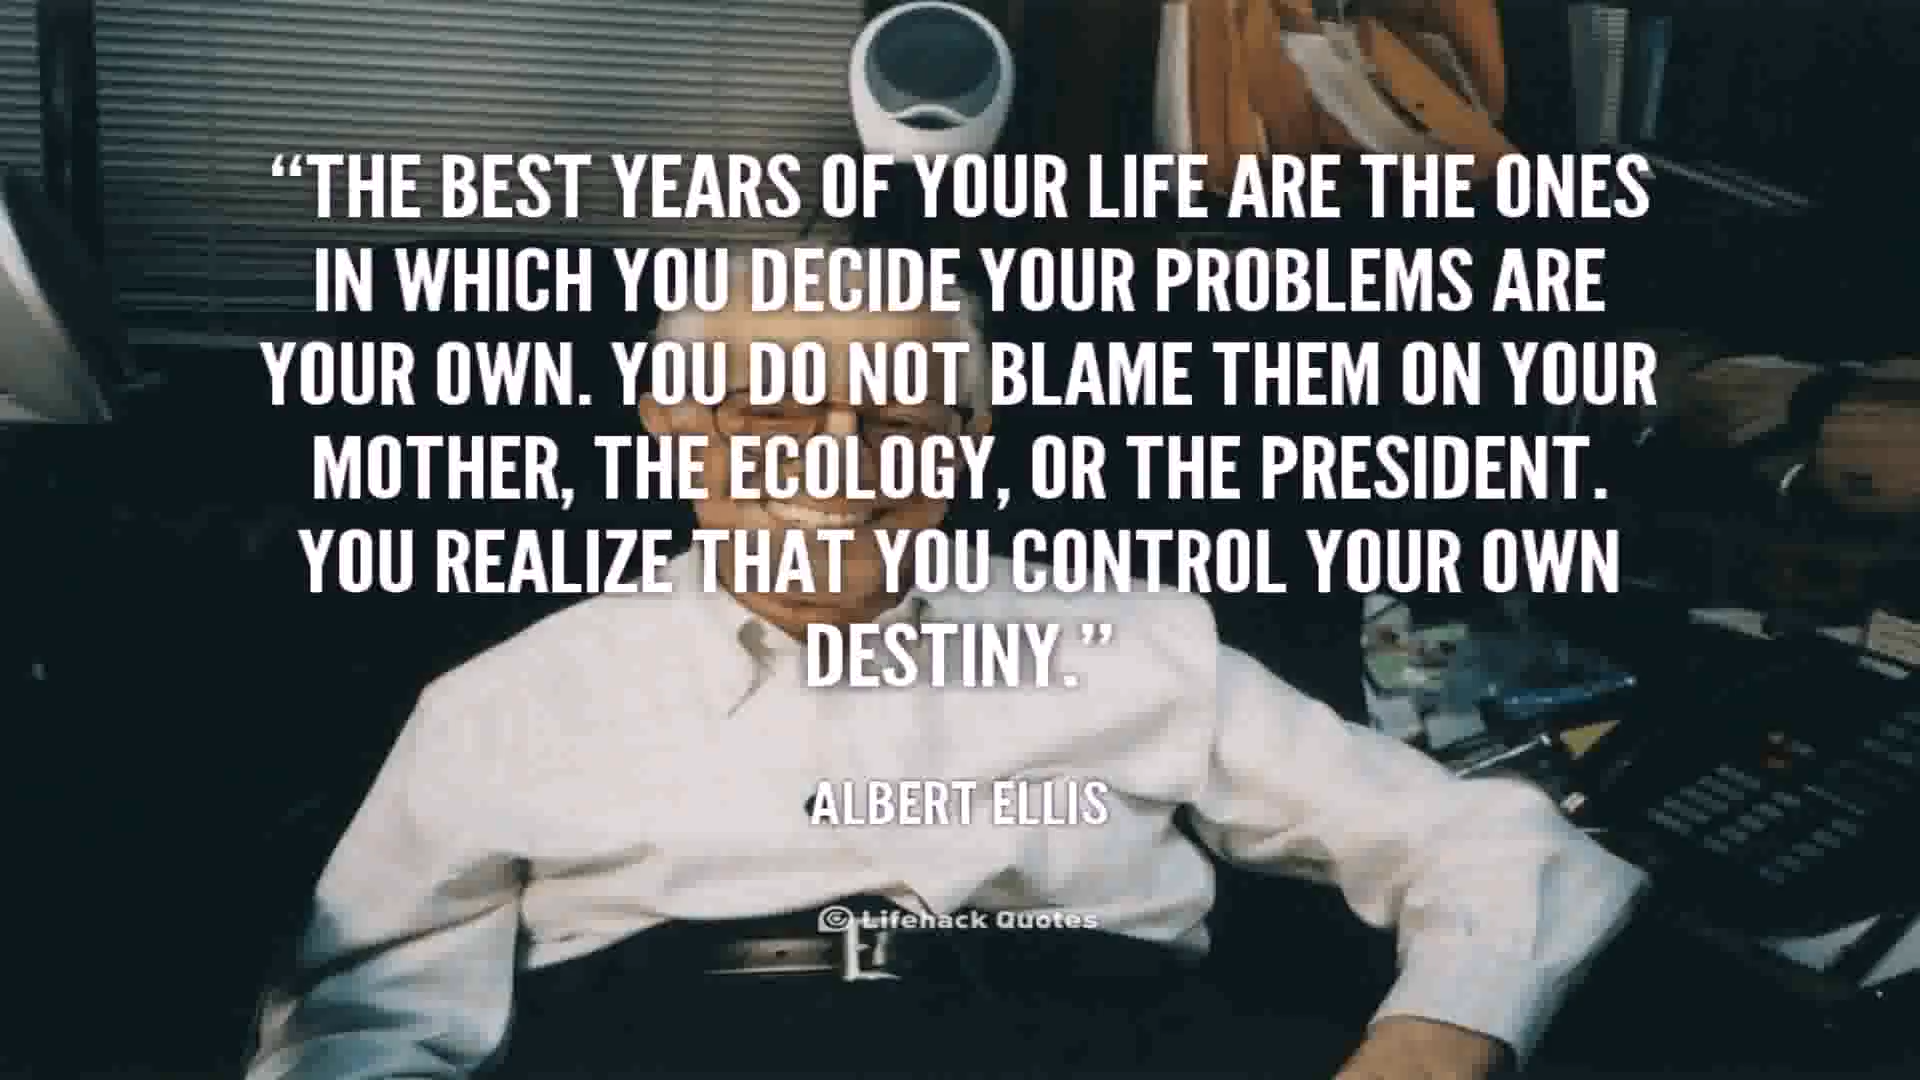 “THE BEST YEARS OF YOUR LIFE ARE THE ONES
IN WHICH YOU DECIDE YOUR PROBLEMS ARE
YOUR OWN. YOU DO NOT BLAME THEM ON YOUR
MOTHER, THE ECOLOGY, OR THE PRESIDENT.
YOU REALIZE THAT YOU CONTROL YOUR OWN
DESTINY.”
ALBERT ELLIS
Lifehack Quotes